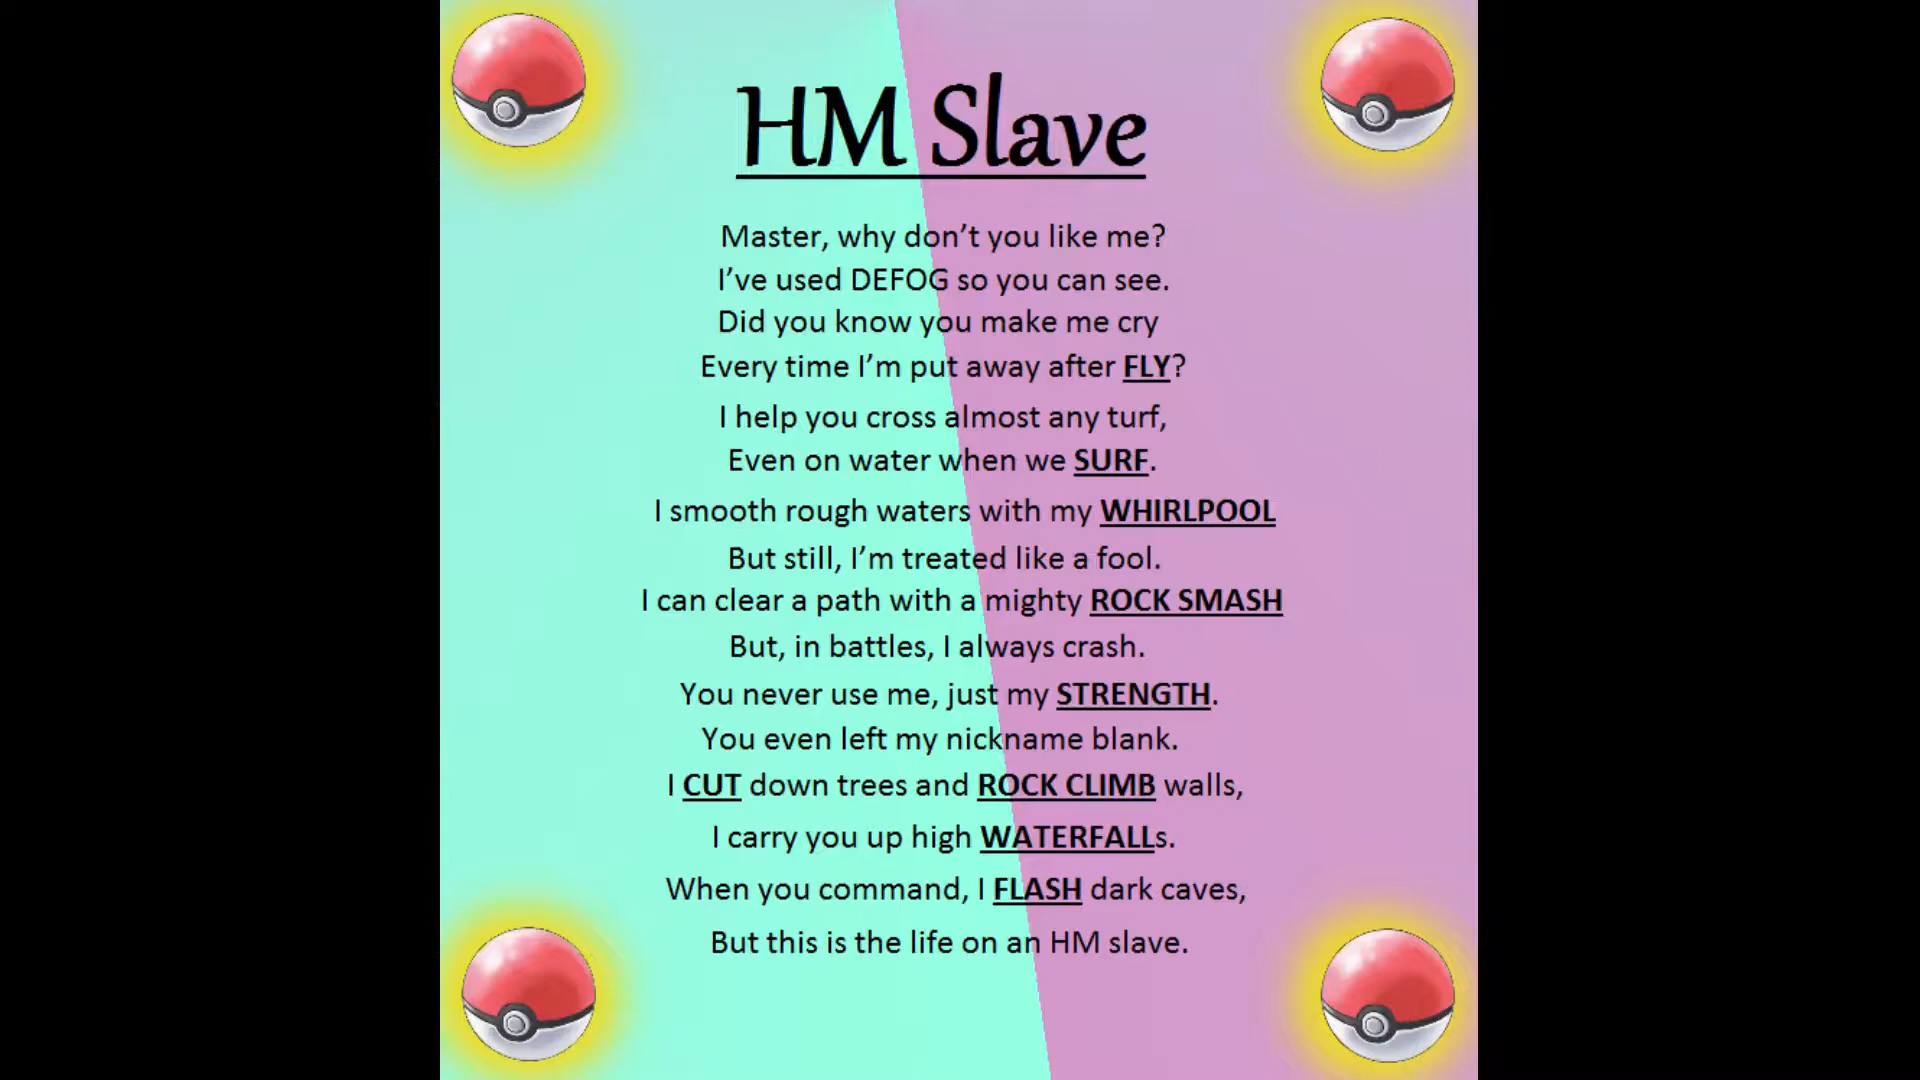 HM Slave
Master, why don’t you like me?
I’ve used DEFOG so you can see.
Did you know you make me cry
Every time I’m put away after FLY?
I help you cross almost any turf,
Even on water when we SURF.
I smooth rough waters with my WHIRLPOOL
But still, I’m treated like a fool.
I can clear a path with a mighty ROCK SMASH
But, in battles, I always crash.
You never use me, just my STRENGTH.
You even left my nickname blank.
I CUT down trees and ROCK CLIMB walls,
I carry you up high WATERFALLs.
When you command, I FLASH dark caves,
But this is the life on an HM slave.